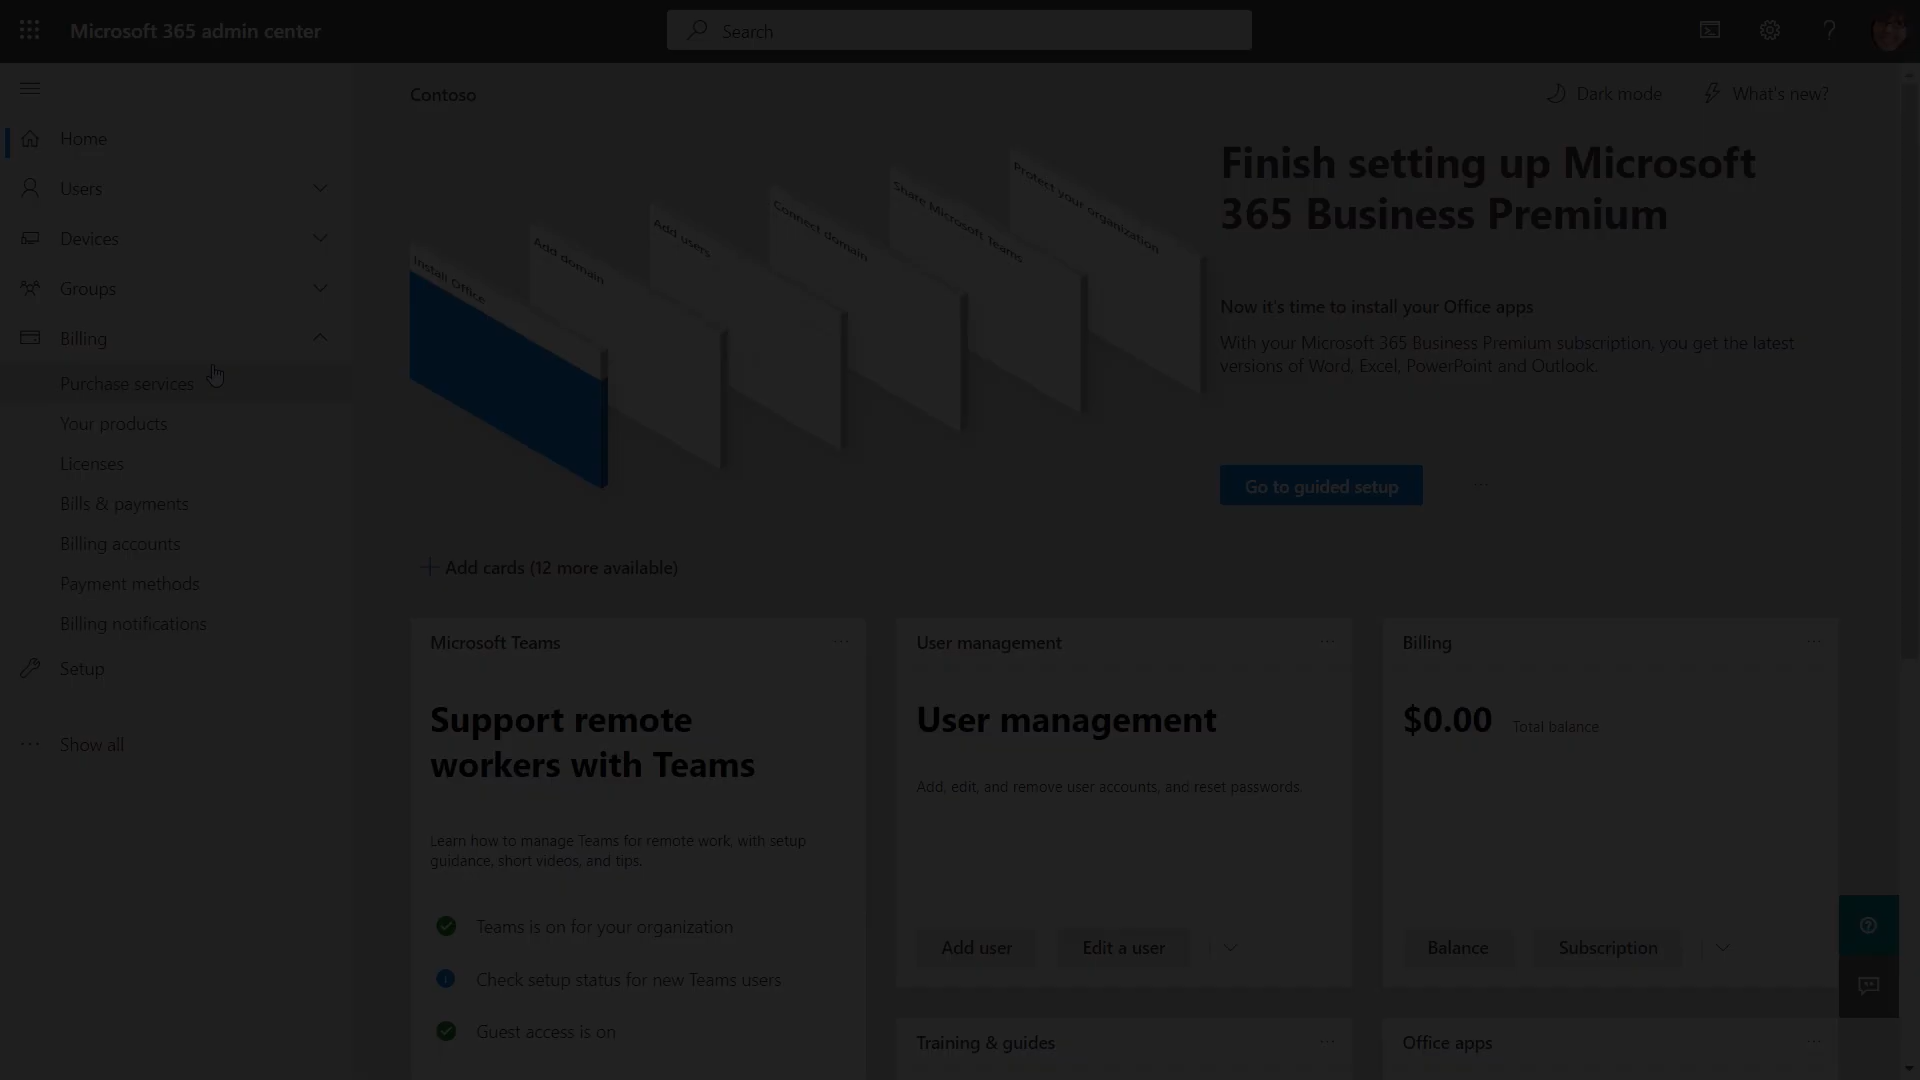 Microsoft 365 admin center
Search
Contoso
Dark mode
What's new?
Home
Users
Devices
Groups
Billing
Purchase services
Your products
Licenses
Bills & payments
Billing accounts
Payment methods
Billing notifications
Setup
Show all
Install Office
Add domain
Add users
Connect domain
Share Microsoft Teams
Protect your organization
Finish setting up Microsoft
365 Business Premium
Now it's time to install your Office apps
With your Microsoft 365 Business Premium subscription, you get the latest
versions of Word, Excel, PowerPoint and Outlook.
Go to guided setup
Add cards (12 more available)
Microsoft Teams
Support remote
workers with Teams
Learn how to manage Teams for remote work, with setup
guidance, short videos, and tips.
Teams is on for your organization
Check setup status for new Teams users
Guest access is on
User management
User management
Add, edit, and remove user accounts, and reset passwords.
Add user
Edit a user
Billing
$0.00 Total balance
Balance
Subscription
Training & guides
Office apps